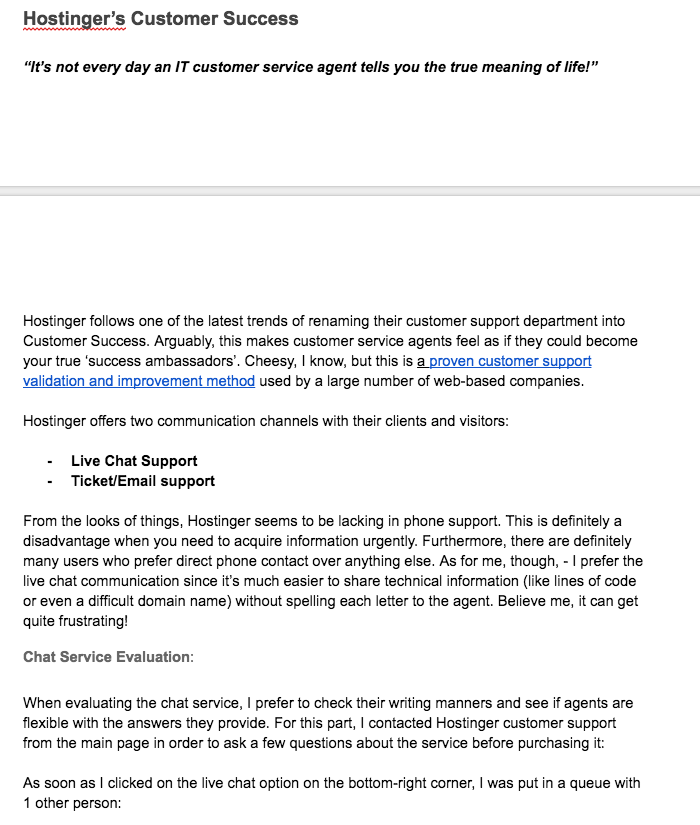 Hostinger’s Customer Success
“It’s not every day an IT customer service agent tells you the true meaning of life!”
Hostinger follows one of the latest trends of renaming their customer support department into
Customer Success. Arguably, this makes customer service agents feel as if they could become
your true ‘success ambassadors’. Cheesy, I know, but this is a proven customer support
validation and improvement method used by a large number of web-based companies.
Hostinger offers two communication channels with their clients and visitors:
- Live Chat Support
- Ticket/Email support
From the looks of things, Hostinger seems to be lacking in phone support. This is definitely a
disadvantage when you need to acquire information urgently. Furthermore, there are definitely
many users who prefer direct phone contact over anything else. As for me, though, - I prefer the
live chat communication since it’s much easier to share technical information (like lines of code
or even a difficult domain name) without spelling each letter to the agent. Believe me, it can get
quite frustrating!
Chat Service Evaluation:
When evaluating the chat service, I prefer to check their writing manners and see if agents are
flexible with the answers they provide. For this part, I contacted Hostinger customer support
from the main page in order to ask a few questions about the service before purchasing it:
As soon as I clicked on the live chat option on the bottom-right corner, I was put in a queue with
1 other person: